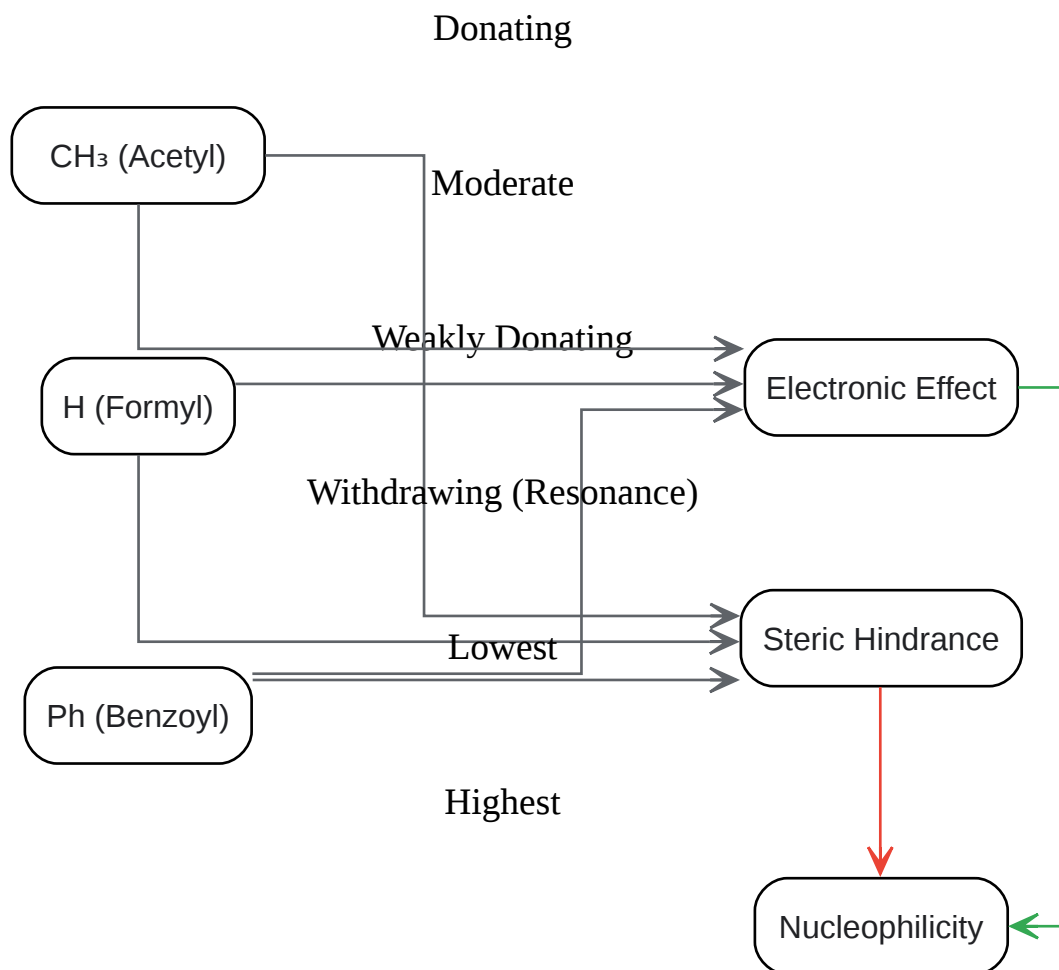 Donating
CH₃ (Acetyl)
Moderate
Weakly Donating
Electronic Effect
H (Formyl)
Withdrawing (Resonance)
Steric Hindrance
Lowest
Ph (Benzoyl)
Highest
Nucleophilicity